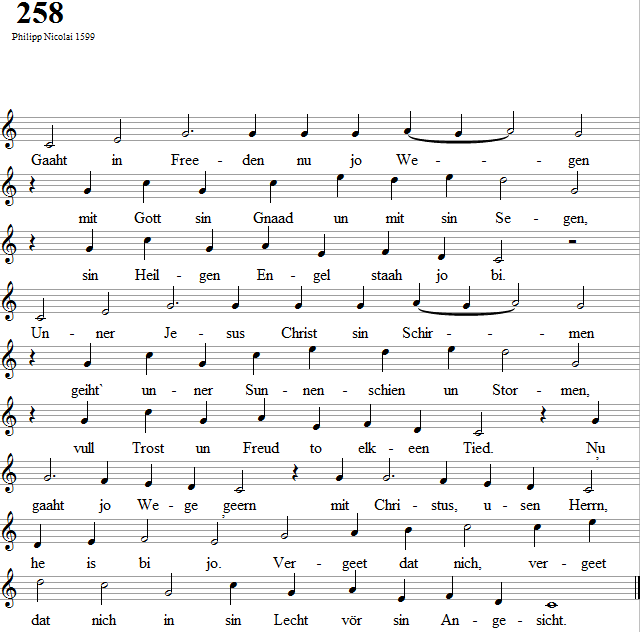 258
Philipp Nicolai 1599
Gaaht in Free - den nu jo We - - - gen
mit Gott sin Gnaad un mit sin Se - gen,
sin Heil - gen En - gel staah jo bi.
Un - ner Je - sus Christ sin Schir - - - men
geiht` un - ner Sun - nen - schien un Stor - men,
vull Trost un Freud to elk - een Tied. Nu
gaaht jo We - ge geern mit Chri - stus, u - sen Herrn,
he is bi jo. Ver - geet dat nich, ver - geet
dat nich in sin Lecht vör sin An - ge - sicht.